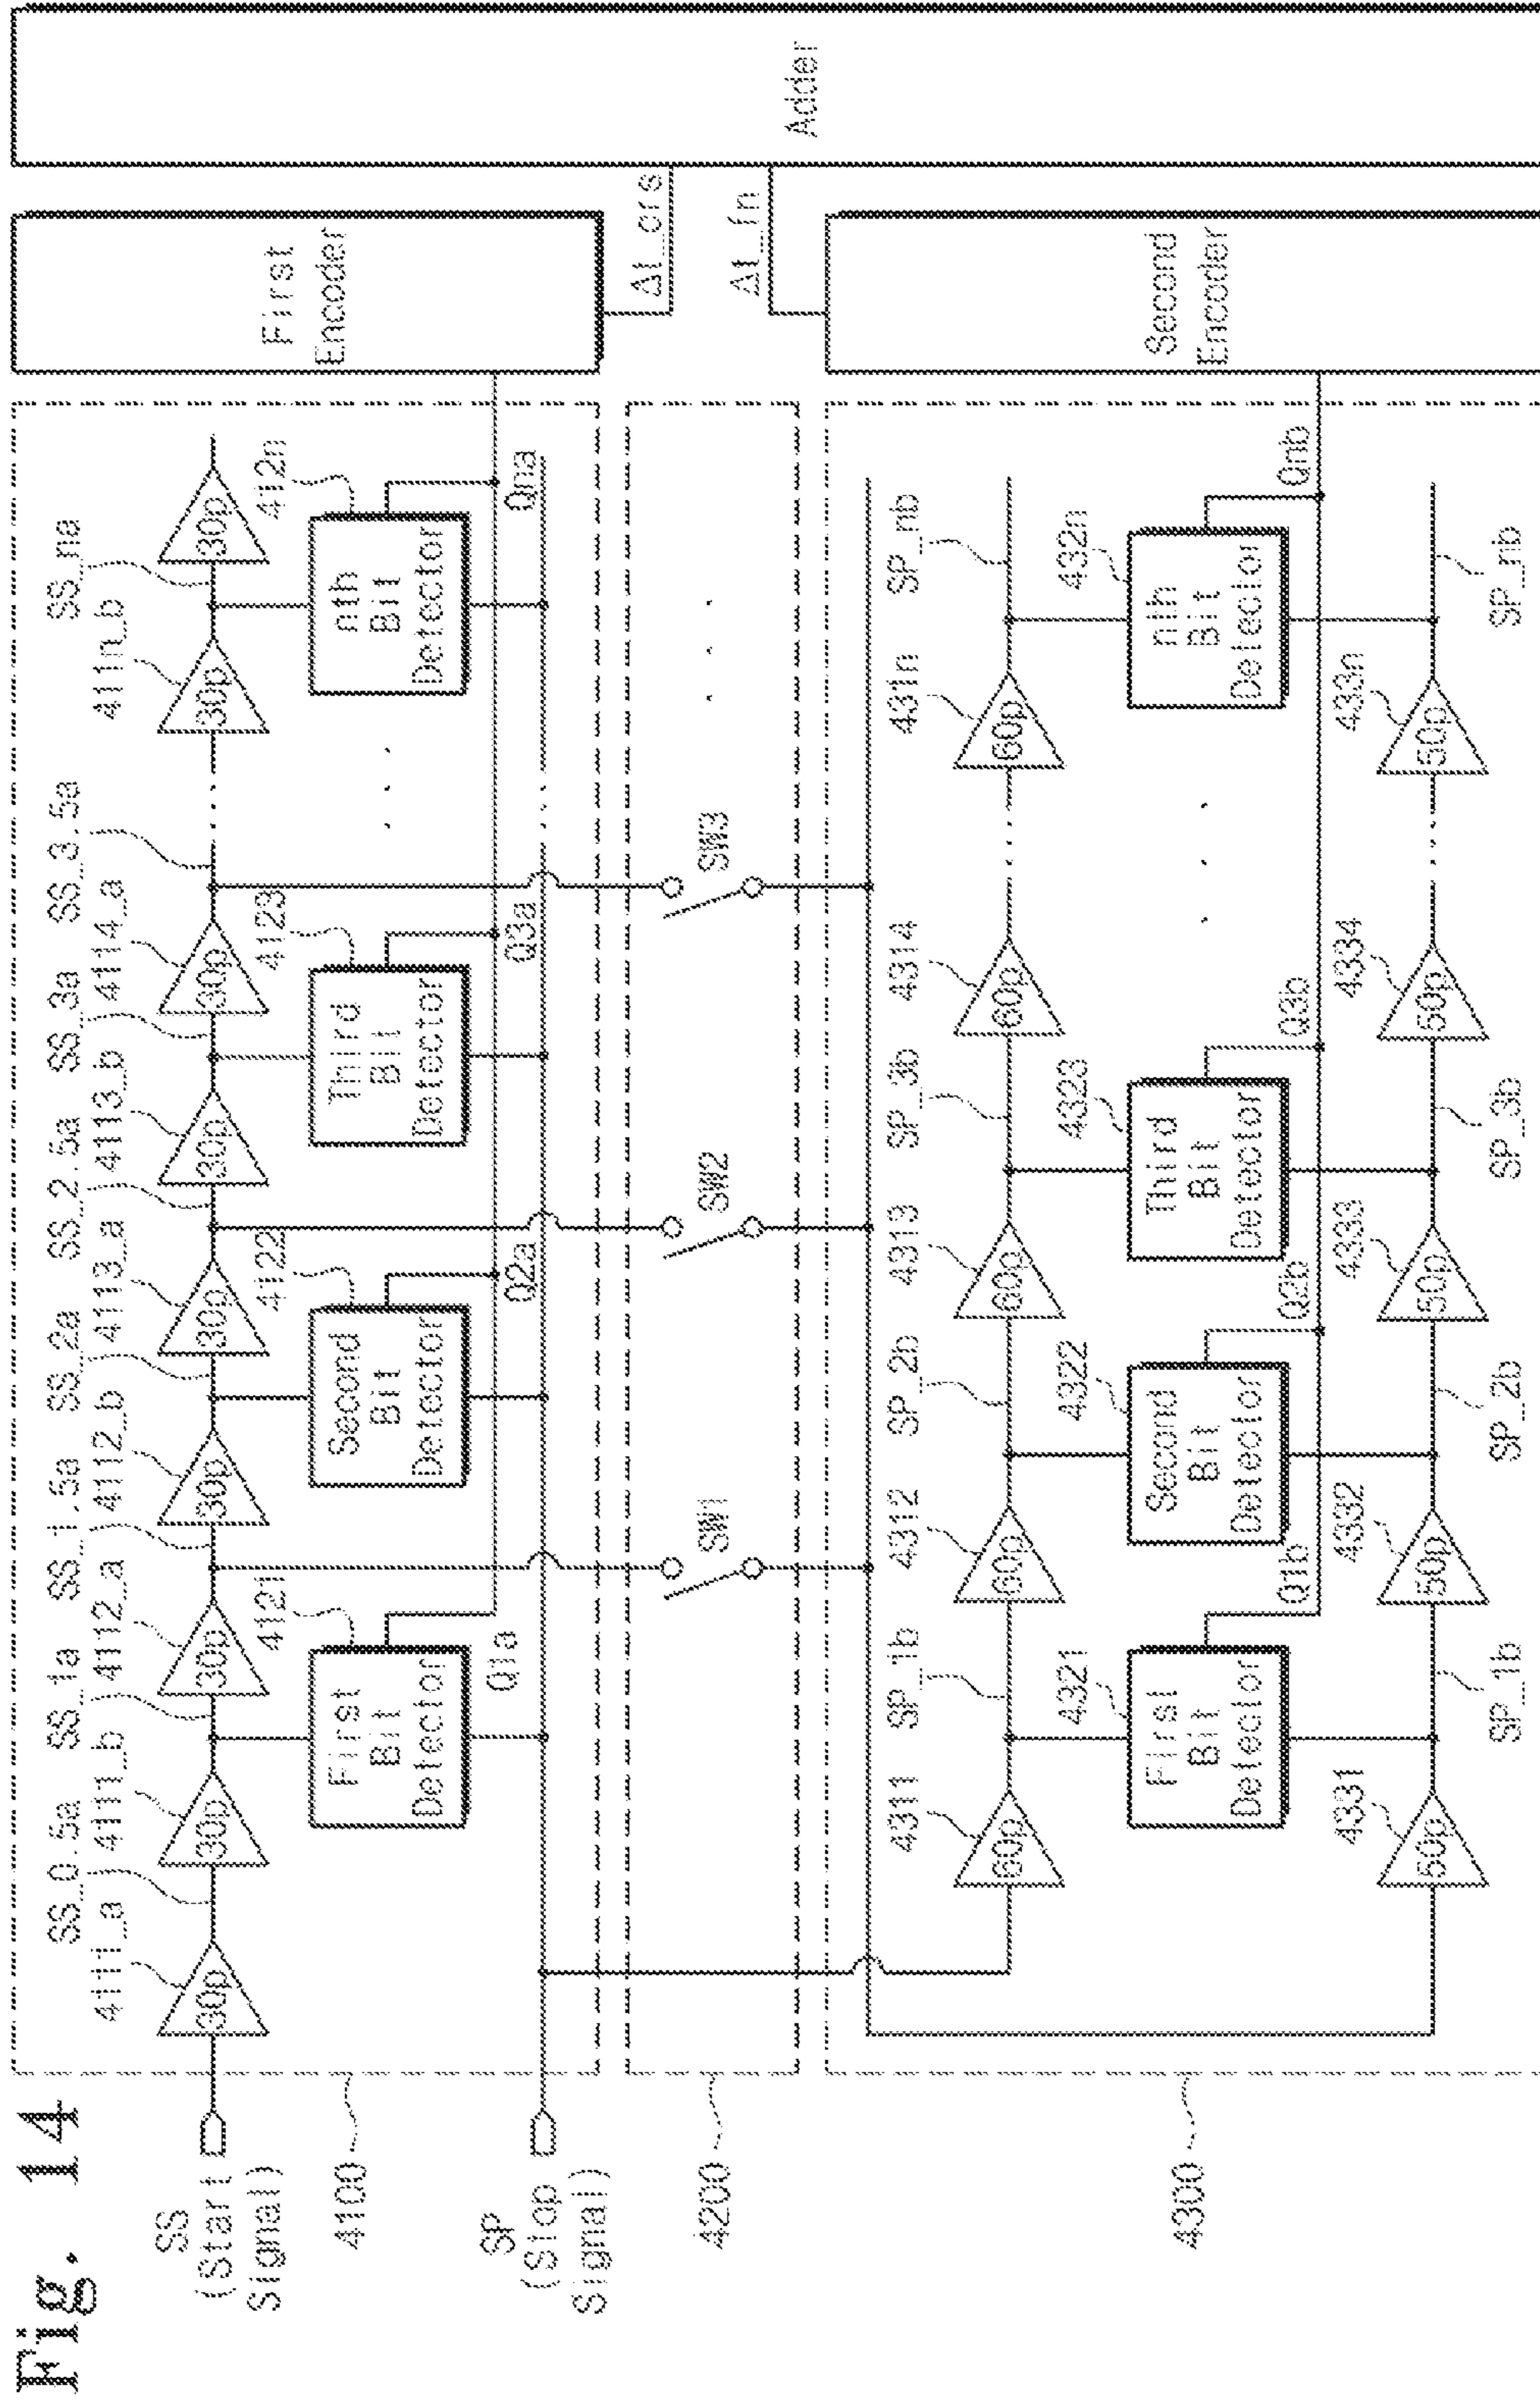 Fig. 14
SS
(Start
Signal)
SP
(Stop
Signal)
4100
4200
4300
4111_a
SS_0.5a
4111_b
SS_1a
4112_a
SS_1.5a
4112_b
SS_2a
4113_a
SS_2.5a
4113_b
SS_3a
4114_a
SS_3.5a
411n_b
SS_na
30p
30p
30p
30p
30p
30p
30p
30p
30p
4121
4122
4123
412n
First
Bit
Detector
Second
Bit
Detector
Third
Bit
Detector
nth
Bit
Detector
Q1a
Q2a
Q3a
Qna
SW1
SW2
SW3
4311
SP_1b
4312
SP_2b
4313
SP_3b
4314
431n
SP_nb
60p
60p
60p
60p
60p
4321
4322
4323
432n
First
Bit
Detector
Second
Bit
Detector
Third
Bit
Detector
nth
Bit
Detector
Q1b
Q2b
Q3b
Qnb
4331
4332
4333
4334
433n
50p
50p
50p
50p
50p
SP_1b
SP_2b
SP_3b
SP_nb
First
Encoder
Second
Encoder
Δt_crs
Δt_fn
Adder